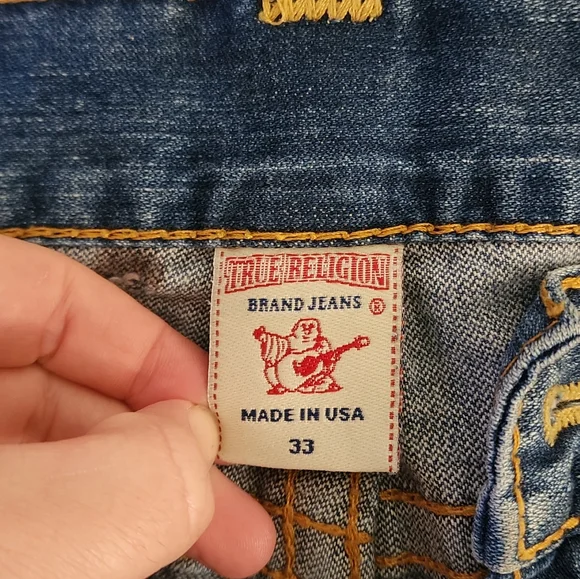 TRUE RELIGION
BRAND JEANS ®
MADE IN USA
33